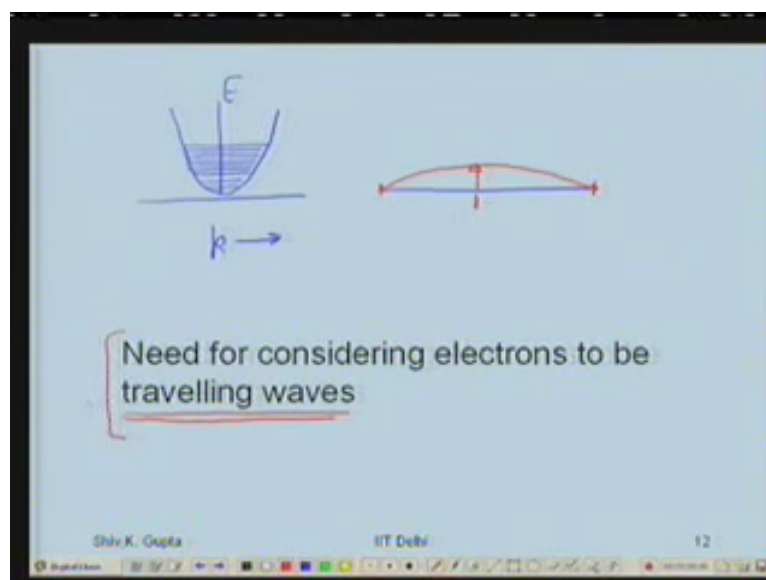 E
k →
Need for considering electrons to be
travelling waves
Shiv K. Gupta IIT Delhi 12